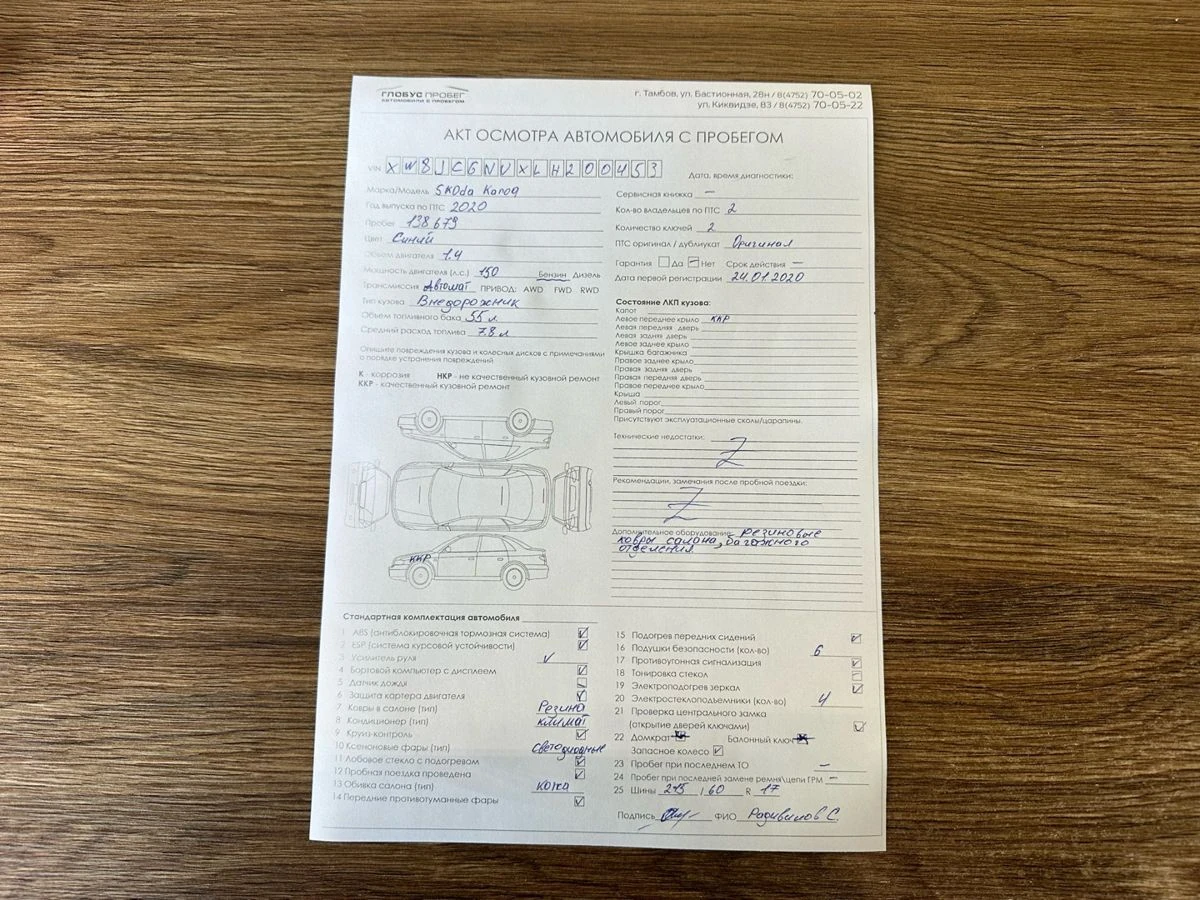 ГЛОБУС ПРОБЕГ
АВТОМОБИЛИ С ПРОБЕГОМ
г. Тамбов, ул. Бастионная, 28н / 8(4752) 70-05-02
ул. Киквидзе, 83 / 8(4752) 70-05-22
АКТ ОСМОТРА АВТОМОБИЛЯ С ПРОБЕГОМ
VIN XW8JC6NVXLH200453
Дата, время диагностики:
Марка/Модель SKOda Karoq
Год выпуска по ПТС 2020
Пробег 138 679
Цвет Синий
Объем двигателя 1.4
Мощность двигателя (л.с.) 150 Бензин Дизель
Трансмиссия Автомат ПРИВОД: AWD FWD RWD
Тип кузова Внедорожник
Объем топливного бака 55 л
Средний расход топлива 7.8 л
Сервисная книжка —
Кол-во владельцев по ПТС 2
Количество ключей 2
ПТС оригинал / дубликат Оригинал
Гарантия Да Нет Срок действия —
Дата первой регистрации 24.01.2020
Опишите повреждения кузова и колесных дисков с примечаниями
о порядке устранения повреждений
К - коррозия НКР - не качественный кузовной ремонт
ККР - качественный кузовной ремонт
ККР
Состояние ЛКП кузова:
Капот
Левое переднее крыло ККР
Левая передняя дверь
Левая задняя дверь
Левое заднее крыло
Крышка багажника
Правое заднее крыло
Правая задняя дверь
Правая передняя дверь
Правое переднее крыло
Крыша
Левый порог
Правый порог
Присутствуют эксплуатационные сколы/царапины.
Технические недостатки:
Z
Рекомендации, замечания после пробной поездки:
Z
Дополнительное оборудование: резиновые
ковры салона, багажного
отделения
Стандартная комплектация автомобиля
1 ABS (антиблокировочная тормозная система)
2 ESP (система курсовой устойчивости)
3 Усилитель руля
4 Бортовой компьютер с дисплеем
5 Датчик дождя
6 Защита картера двигателя
7 Ковры в салоне (тип) Резина
8 Кондиционер (тип) климат
9 Круиз-контроль
10 Ксеноновые фары (тип) светодиодные
11 Лобовое стекло с подогревом
12 Пробная поездка проведена
13 Обивка салона (тип) кожа
14 Передние противотуманные фары
15 Подогрев передних сидений
16 Подушки безопасности (кол-во) 6
17 Противоугонная сигнализация
18 Тонировка стекол
19 Электроподогрев зеркал
20 Электростеклоподъемники (кол-во) 4
21 Проверка центрального замка
(открытие дверей ключами)
22 Домкрат Балонный ключ
Запасное колесо
23 Пробег при последнем ТО —
24 Пробег при последней замене ремня\цепи ГРМ —
25 Шины 215 / 60 R 17
Подпись ФИО Радивилов С.